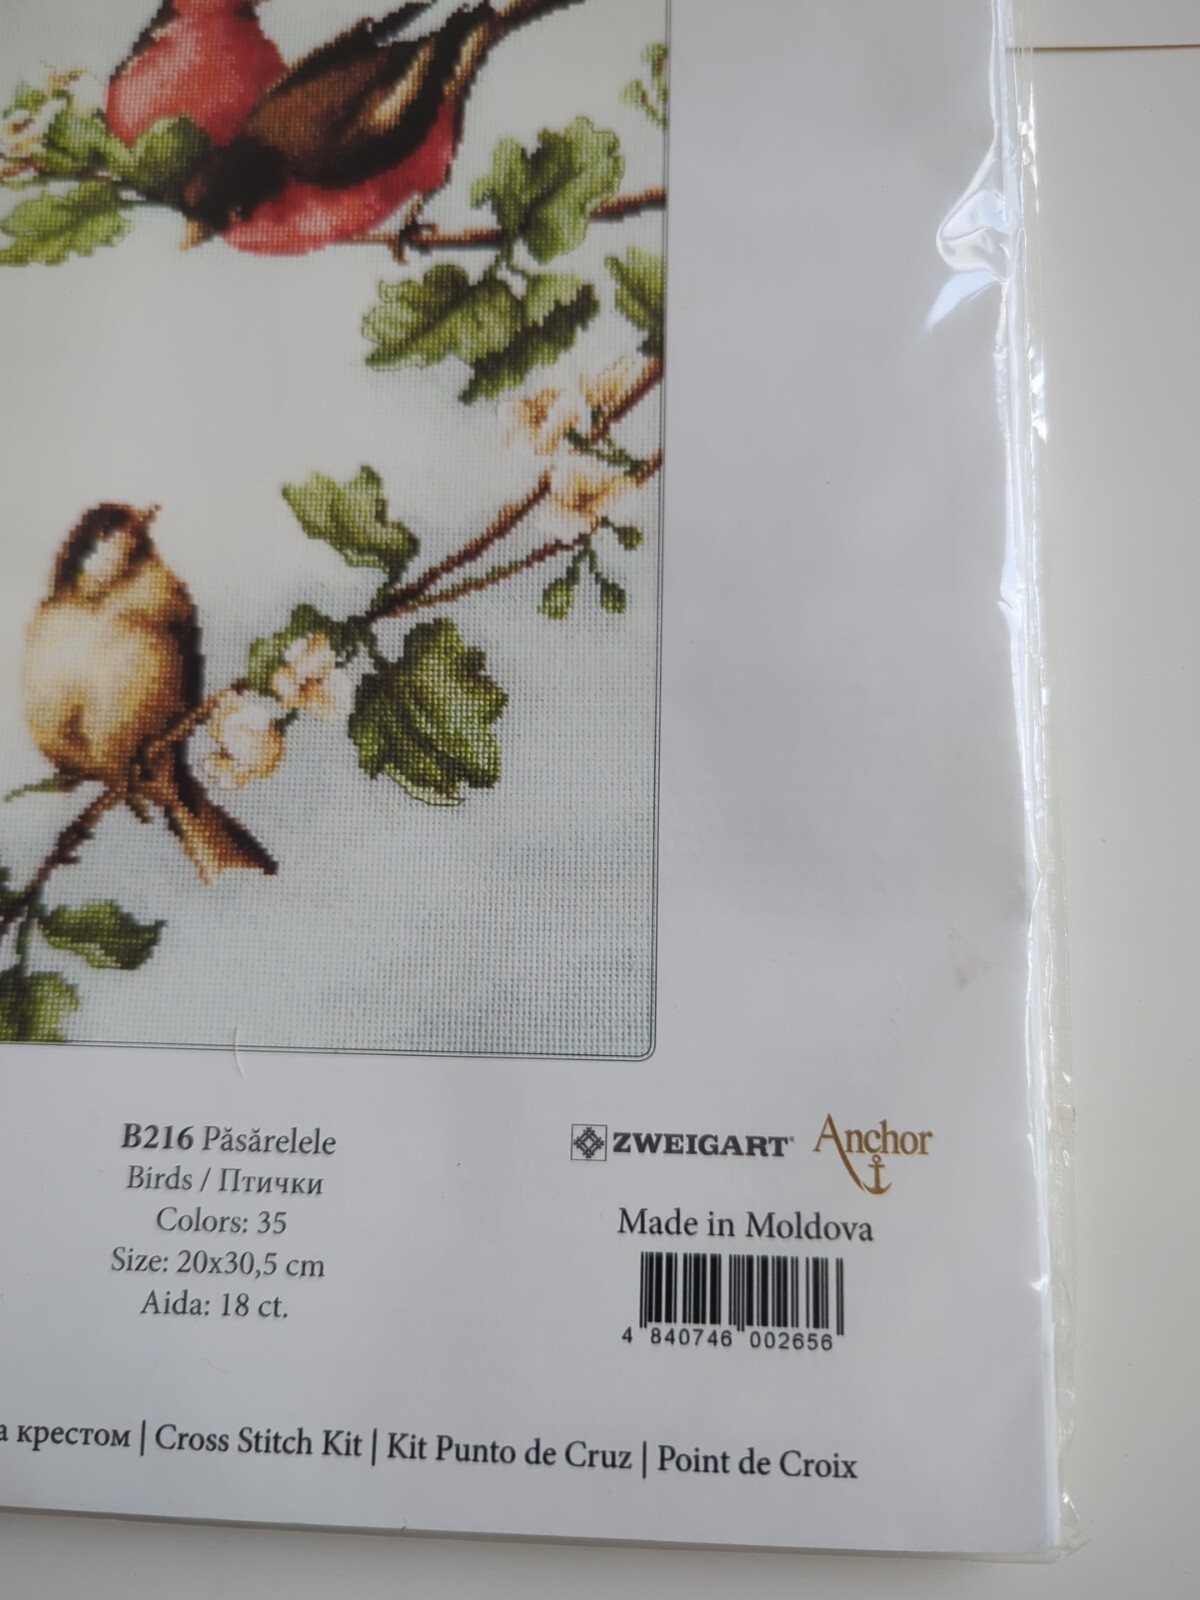 B216 Păsărelele
Birds / Птички
Colors: 35
Size: 20x30,5 cm
Aida: 18 ct.
ZWEIGART® Anchor
Made in Moldova
4 840746 002656
а крестом | Cross Stitch Kit | Kit Punto de Cruz | Point de Croix